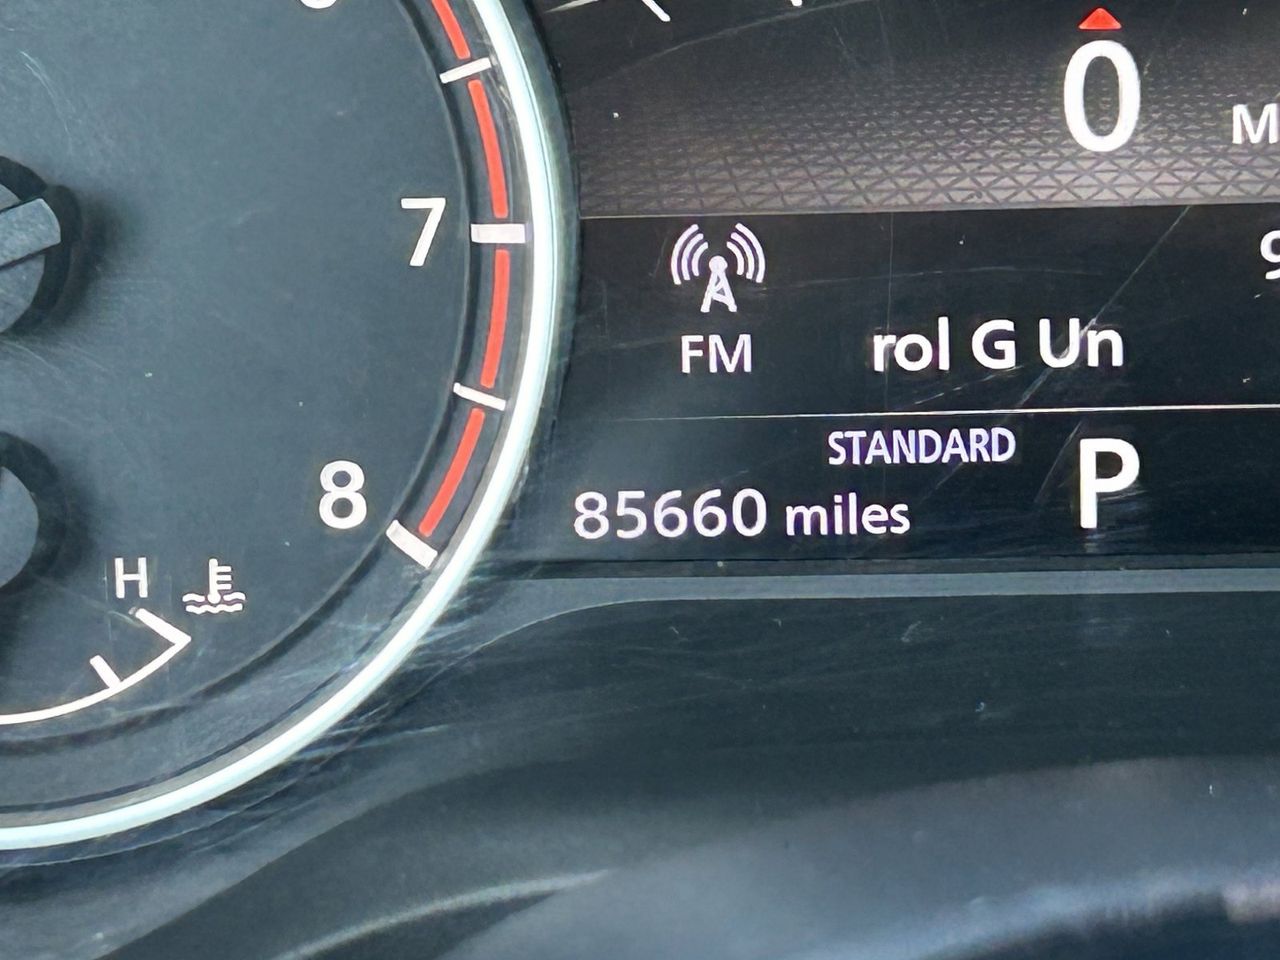 0
7
FM
rol G Un
STANDARD
8
85660 miles
P
H